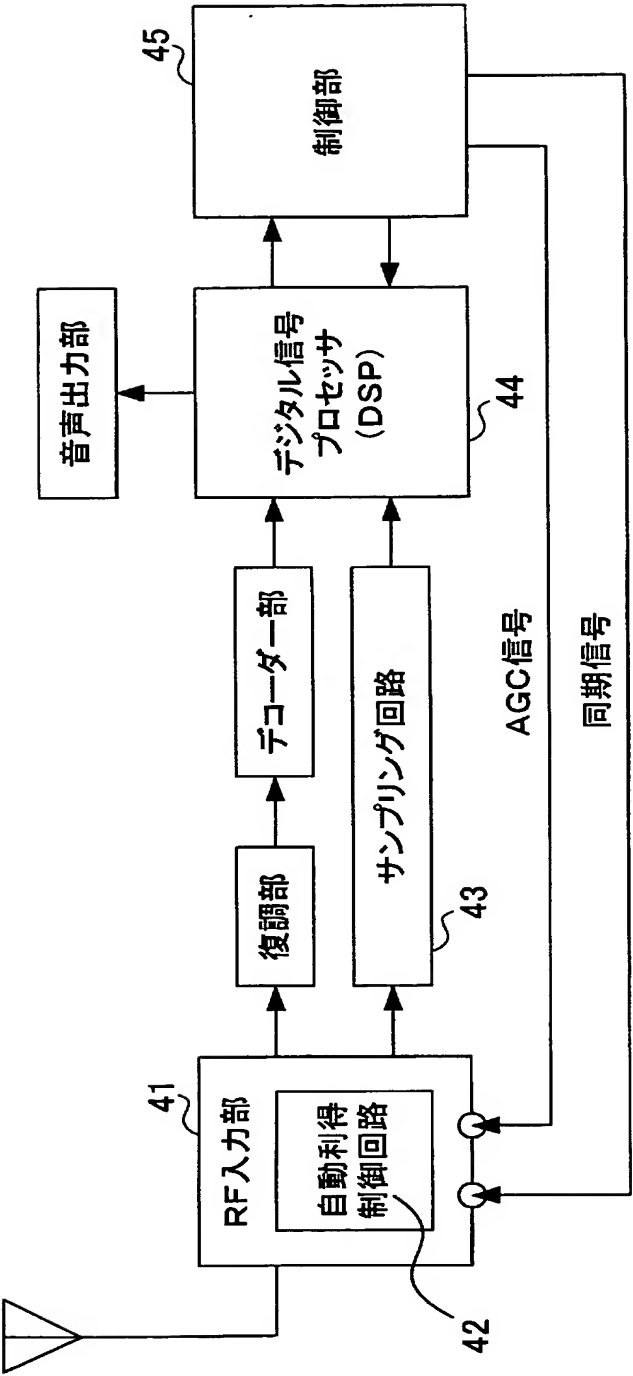 41
RF入力部
自動利得
制御回路
42
復調部
デコーダー部
サンプリング回路
43
音声出力部
デジタル信号
プロセッサ
(DSP)
44
制御部
45
AGC信号
同期信号